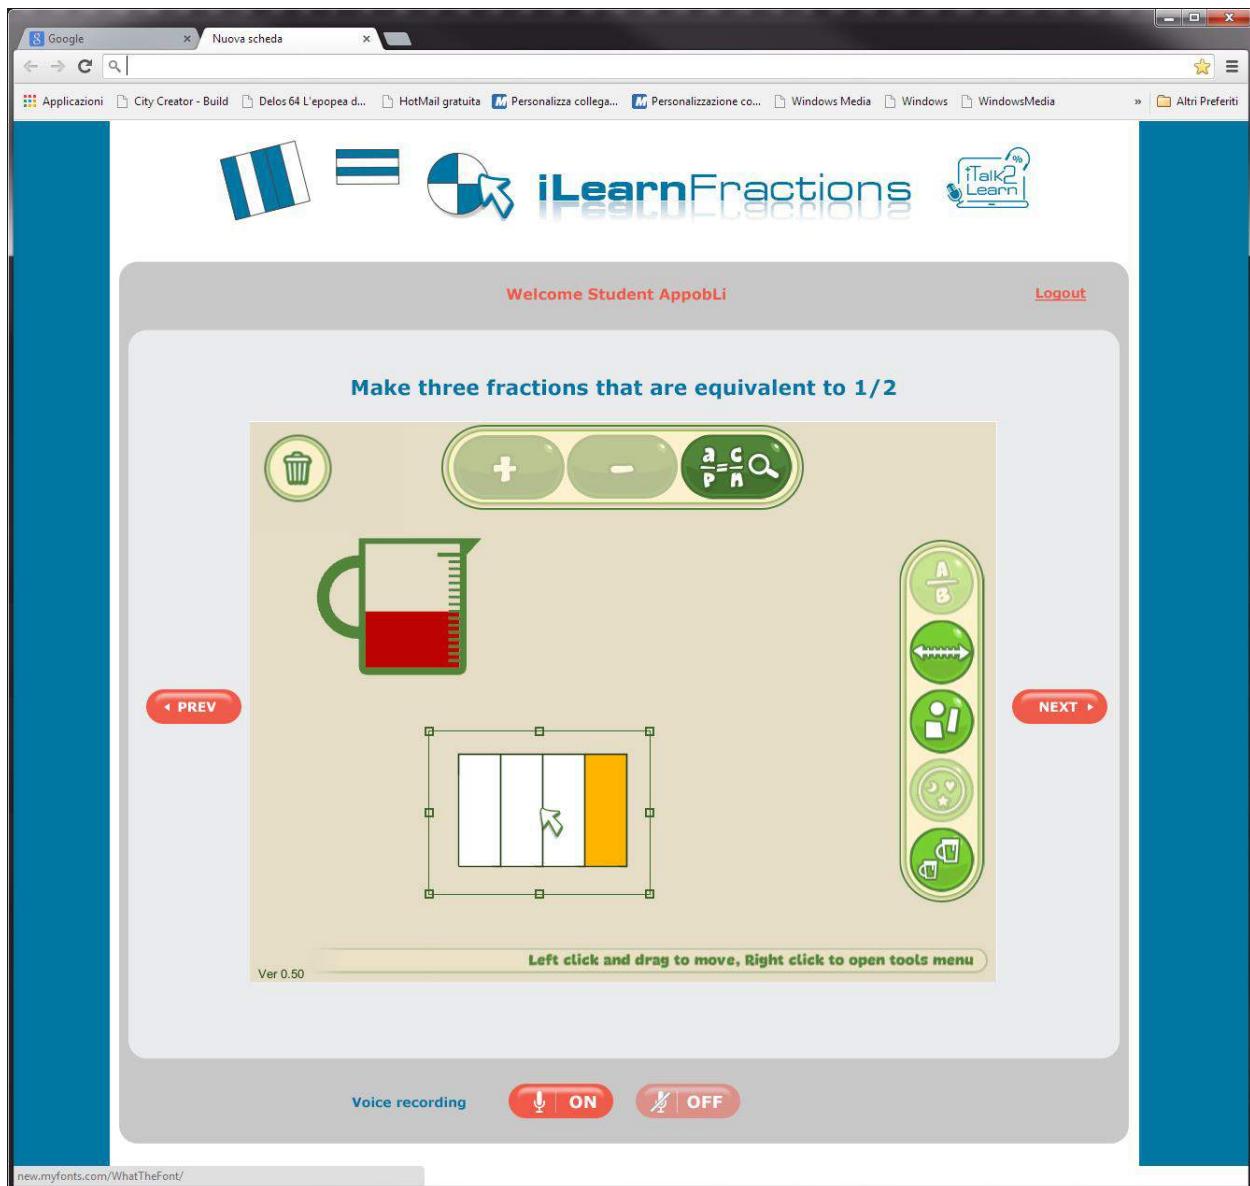 Google
Nuova scheda
Applicazioni City Creator - Build Delos 64 L'epopea d... HotMail gratuita Personalizza collega... Personalizzazione co... Windows Media Windows WindowsMedia » Altri Preferiti
iLearnFractions
iTalk2
Learn
%
Welcome Student AppobLi
Logout
Make three fractions that are equivalent to 1/2
+ - a/P=c/n
A
B
PREV
NEXT
Left click and drag to move, Right click to open tools menu
Ver 0.50
Voice recording ON OFF
new.myfonts.com/WhatTheFont/